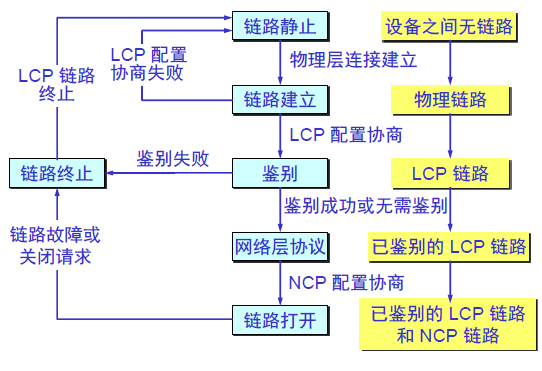 链路静止
设备之间无链路
LCP 配置
协商失败
物理层连接建立
LCP 链路
终止
链路建立
物理链路
LCP 配置协商
鉴别失败
链路终止
鉴别
LCP 链路
鉴别成功或无需鉴别
链路故障或
关闭请求
网络层协议
已鉴别的 LCP 链路
NCP 配置协商
链路打开
已鉴别的 LCP 链路
和 NCP 链路